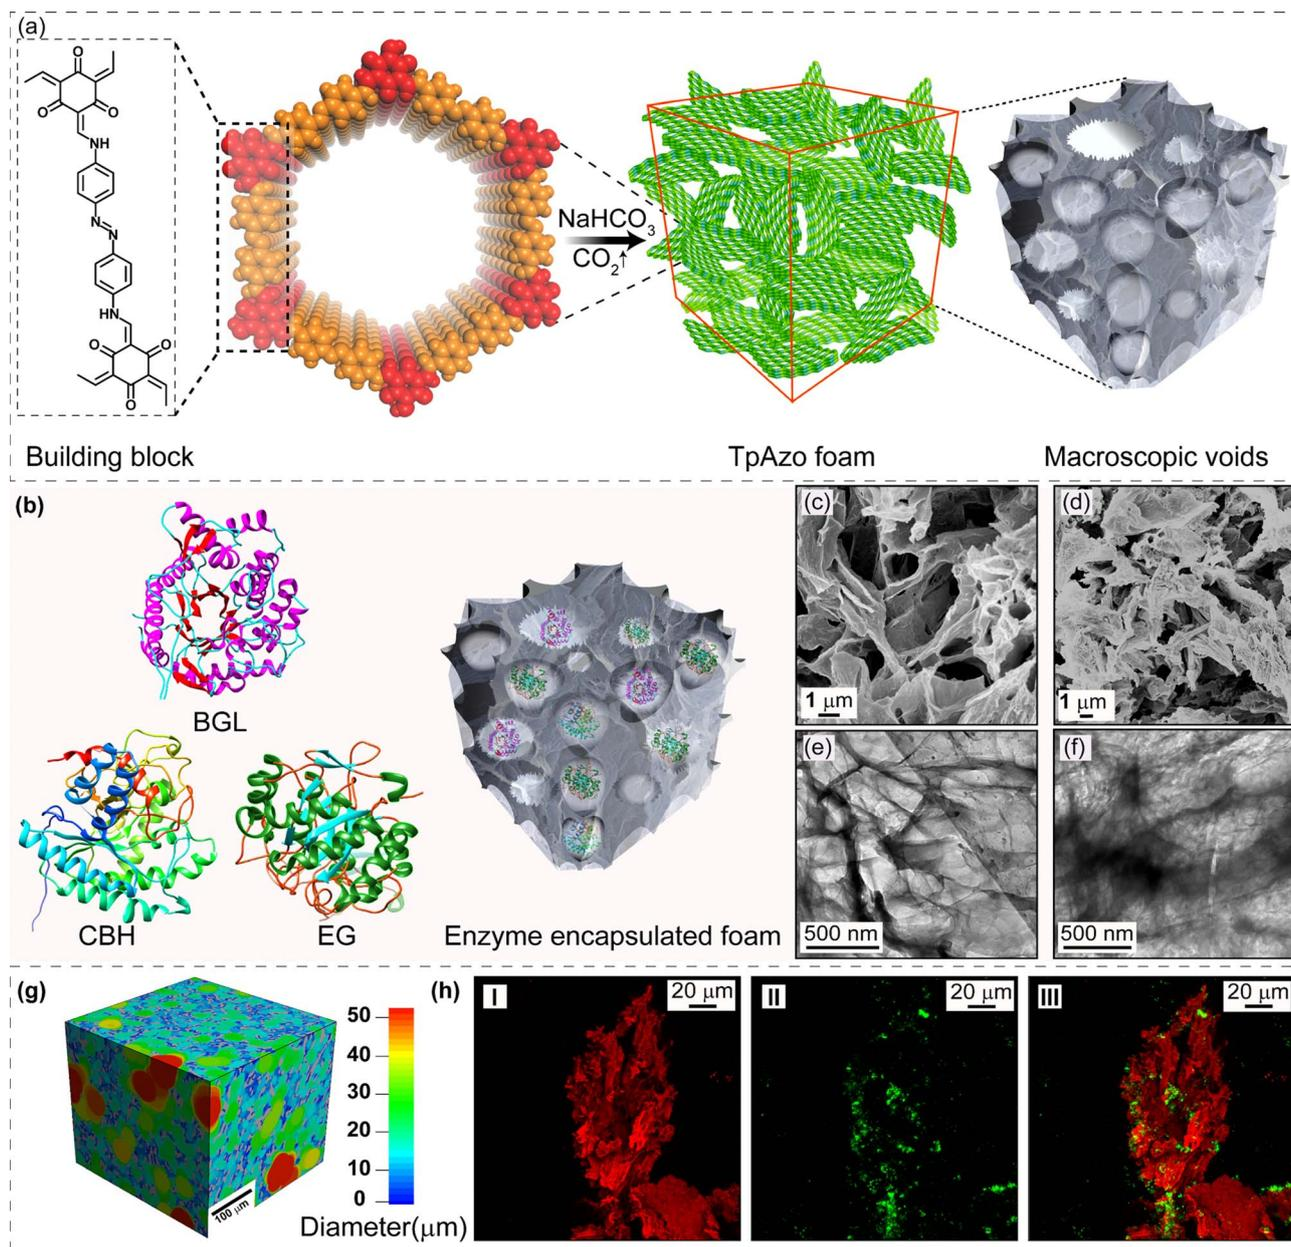 (a)
O
O
O
NH
N
N
HN
O
O
O
NaHCO3
CO2↑
Building block
TpAzo foam
Macroscopic voids
(b)
BGL
CBH
EG
Enzyme encapsulated foam
(c)
1 μm
(d)
1 μm
(e)
500 nm
(f)
500 nm
(g)
100 μm
50
40
30
20
10
0
Diameter(μm)
(h)
I
20 μm
II
20 μm
III
20 μm